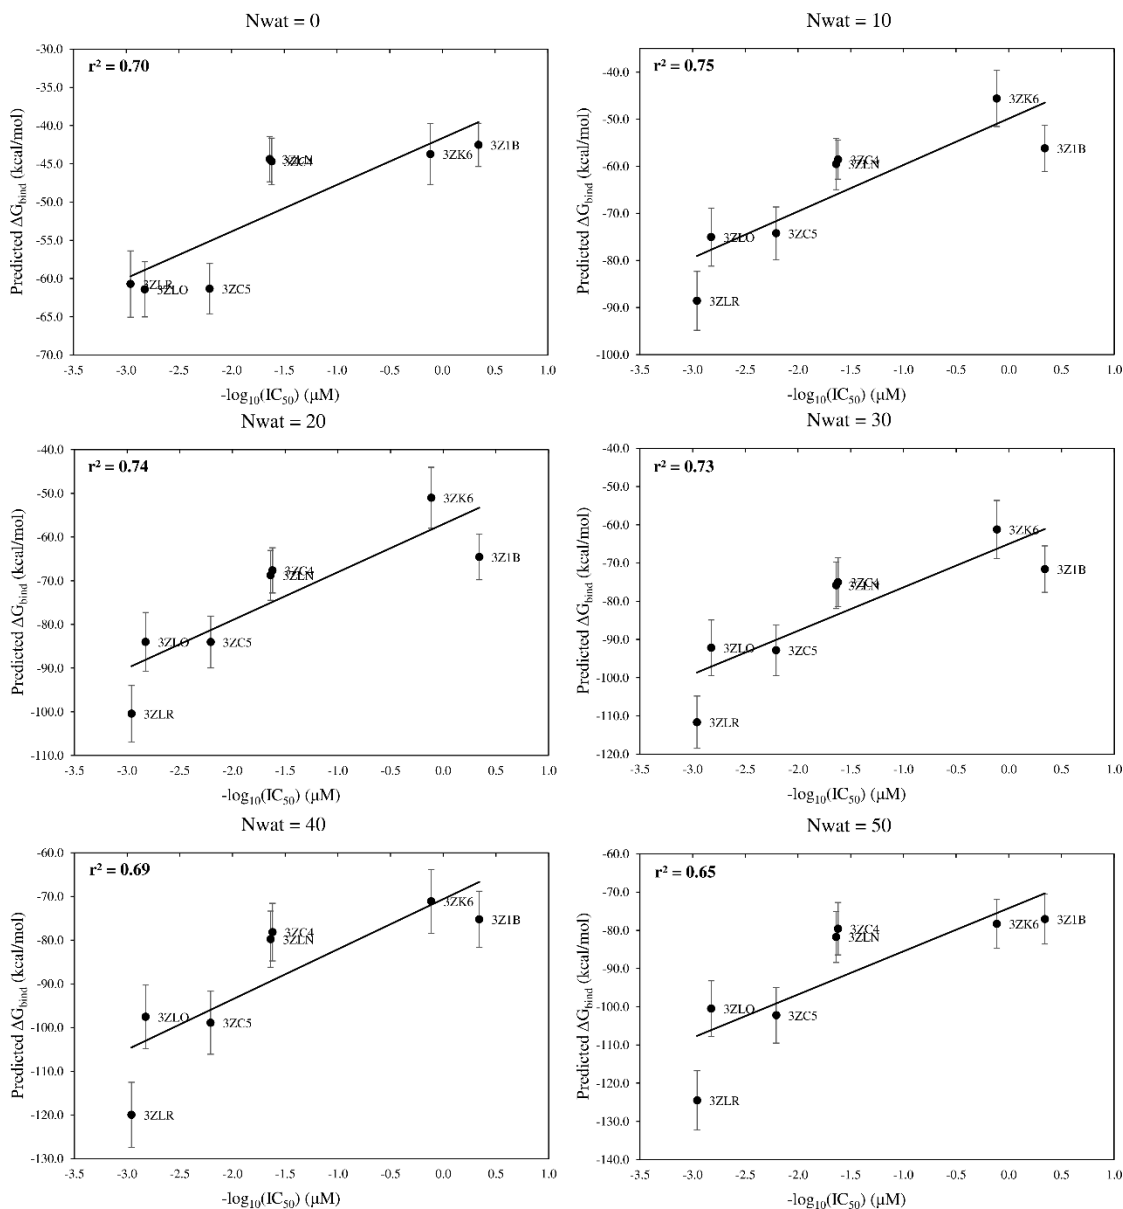 Nwat = 0
r² = 0.70
-30.0
-35.0
-40.0
-45.0
-50.0
-55.0
-60.0
-65.0
-70.0
Predicted ΔG_bind (kcal/mol)
3ZLN
3ZC4
3ZK6
3Z1B
3ZLR
3ZLO
3ZC5
-3.5 -3.0 -2.5 -2.0 -1.5 -1.0 -0.5 0.0 0.5 1.0
-log₁₀(IC₅₀) (μM)
Nwat = 10
r² = 0.75
-40.0
-50.0
-60.0
-70.0
-80.0
-90.0
-100.0
Predicted ΔG_bind (kcal/mol)
3ZK6
3Z1B
3ZC4
3ZLN
3ZLO
3ZC5
3ZLR
-3.5 -3.0 -2.5 -2.0 -1.5 -1.0 -0.5 0.0 0.5 1.0
-log₁₀(IC₅₀) (μM)
Nwat = 20
r² = 0.74
-40.0
-50.0
-60.0
-70.0
-80.0
-90.0
-100.0
-110.0
Predicted ΔG_bind (kcal/mol)
3ZK6
3Z1B
3ZC4
3ZLN
3ZLO
3ZC5
3ZLR
-3.5 -3.0 -2.5 -2.0 -1.5 -1.0 -0.5 0.0 0.5 1.0
-log₁₀(IC₅₀) (μM)
Nwat = 30
r² = 0.73
-40.0
-50.0
-60.0
-70.0
-80.0
-90.0
-100.0
-110.0
-120.0
Predicted ΔG_bind (kcal/mol)
3ZK6
3Z1B
3ZC4
3ZLN
3ZLO
3ZC5
3ZLR
-3.5 -3.0 -2.5 -2.0 -1.5 -1.0 -0.5 0.0 0.5 1.0
-log₁₀(IC₅₀) (μM)
Nwat = 40
r² = 0.69
-60.0
-70.0
-80.0
-90.0
-100.0
-110.0
-120.0
-130.0
Predicted ΔG_bind (kcal/mol)
3ZK6
3Z1B
3ZC4
3ZLN
3ZLO
3ZC5
3ZLR
-3.5 -3.0 -2.5 -2.0 -1.5 -1.0 -0.5 0.0 0.5 1.0
-log₁₀(IC₅₀) (μM)
Nwat = 50
r² = 0.65
-60.0
-70.0
-80.0
-90.0
-100.0
-110.0
-120.0
-130.0
-140.0
Predicted ΔG_bind (kcal/mol)
3ZK6
3Z1B
3ZC4
3ZLN
3ZLO
3ZC5
3ZLR
-3.5 -3.0 -2.5 -2.0 -1.5 -1.0 -0.5 0.0 0.5 1.0
-log₁₀(IC₅₀) (μM)